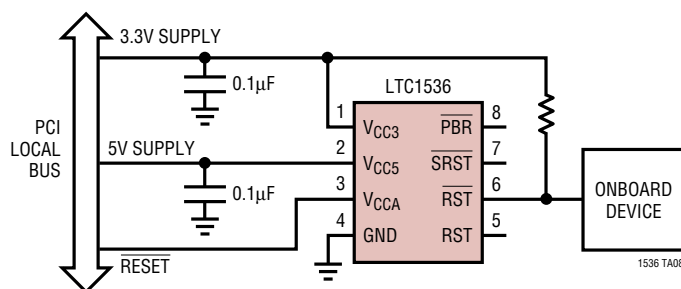 3.3V SUPPLY
0.1µF
LTC1536
PCI
LOCAL
BUS
5V SUPPLY
0.1µF
RESET
1
VCC3
PBR
8
2
VCC5
SRST
7
3
VCCA
RST
6
4
GND
RST
5
ONBOARD
DEVICE
1536 TA08